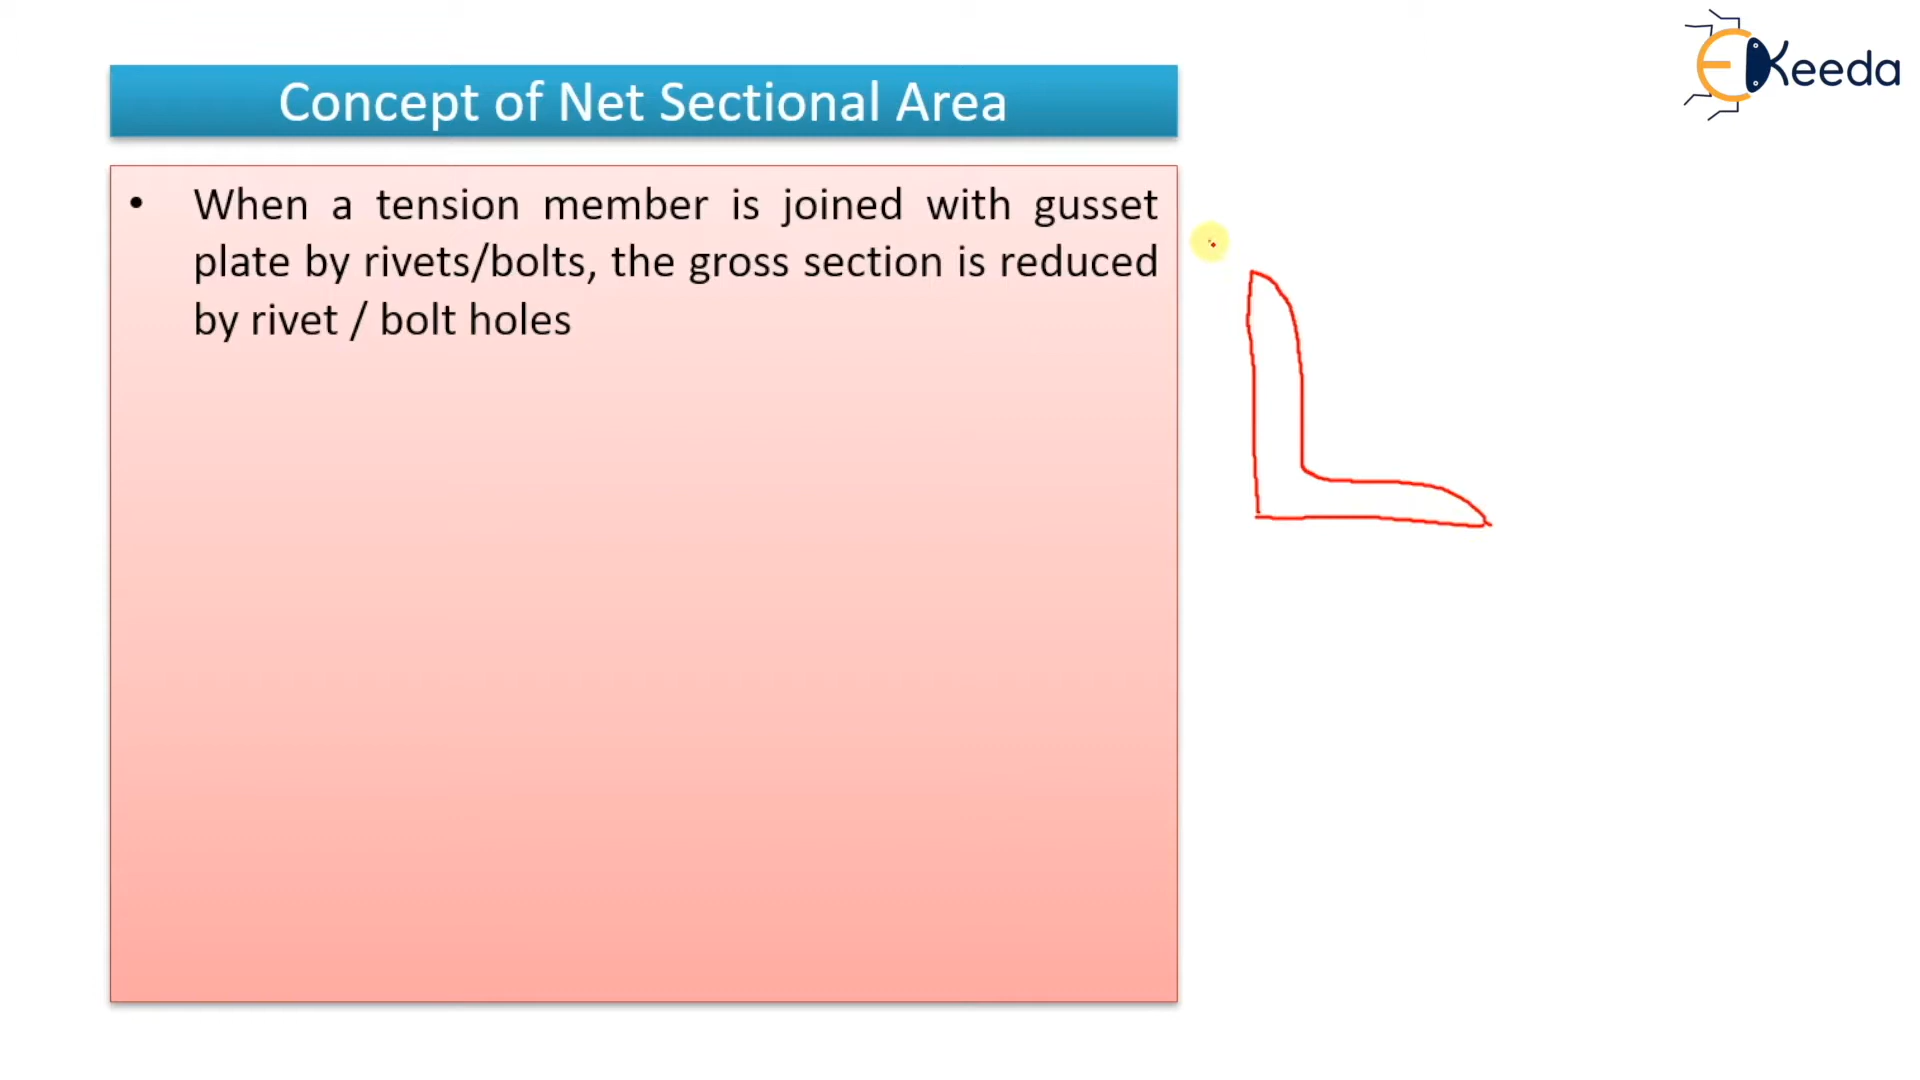 EKeeda
Concept of Net Sectional Area
• When a tension member is joined with gusset
plate by rivets/bolts, the gross section is reduced
by rivet / bolt holes